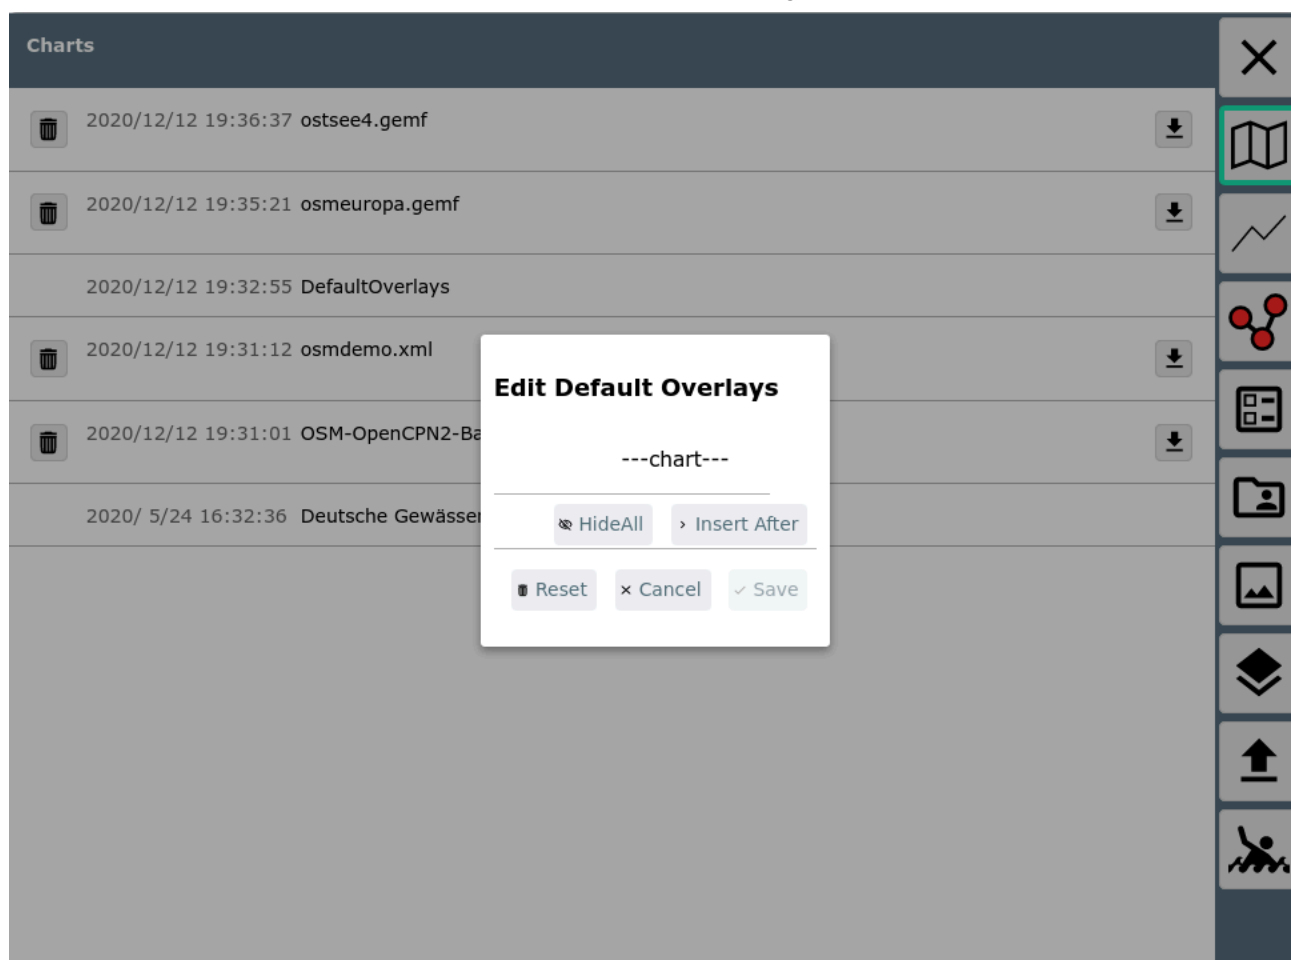 Charts
2020/12/12 19:36:37 ostsee4.gemf
2020/12/12 19:35:21 osmeuropa.gemf
2020/12/12 19:32:55 DefaultOverlays
2020/12/12 19:31:12 osmdemo.xml
2020/12/12 19:31:01 OSM-OpenCPN2-Ba
2020/ 5/24 16:32:36 Deutsche Gewässer
Edit Default Overlays
---chart---
HideAll Insert After
Reset Cancel Save